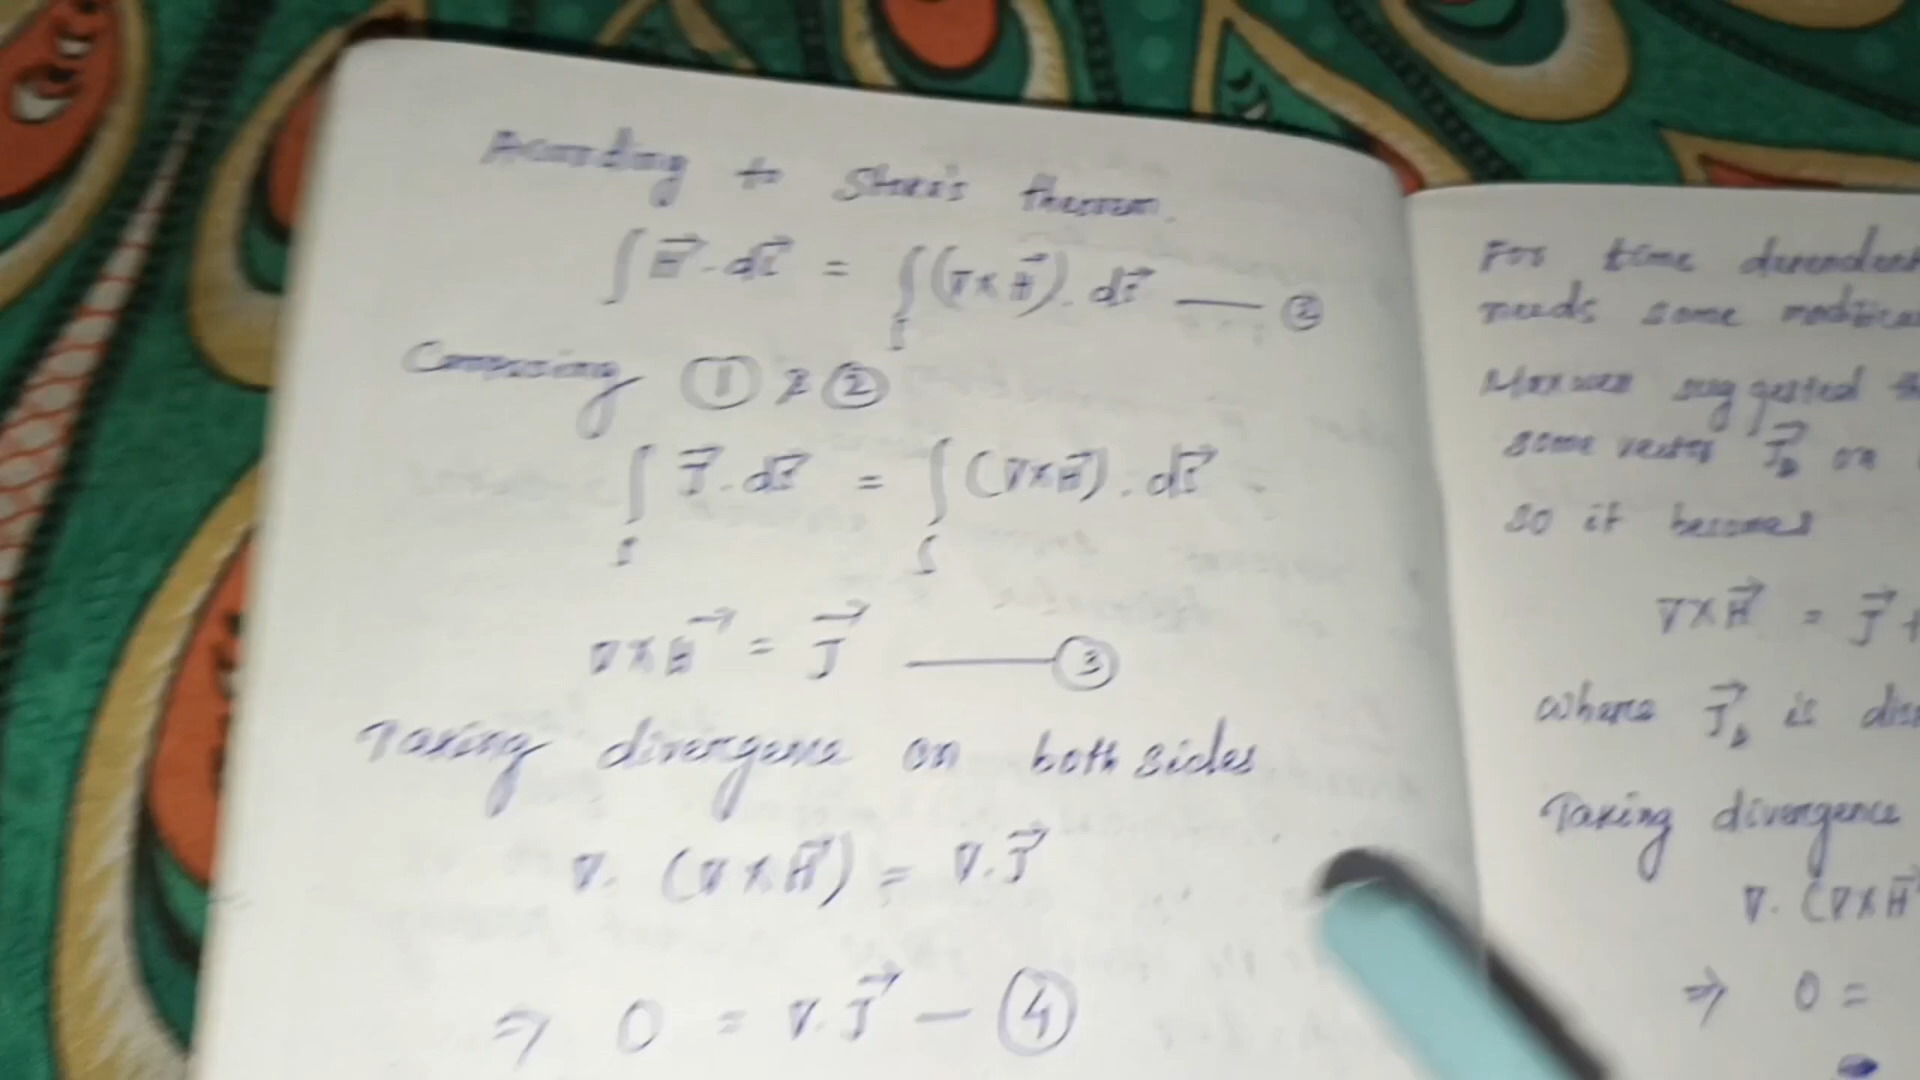 According to Stoke's theorem.
∫ H⃗ . dl⃗ = ∫S (∇×H⃗) . ds⃗ —— ②
Comparing ① & ②
∫S J⃗ . ds⃗ = ∫S (∇×H⃗) . ds⃗
∇×H⃗ = J⃗ —— ③
Taking divergence on both sides
∇. (∇×H⃗) = ∇.J⃗
⇒ 0 = ∇.J⃗ — ④
For time dependent
needs some
Maxwell suggested
some vector J⃗D on
so it becomes
∇×H⃗ = J⃗ +
Where J⃗D is
Taking divergence
∇. (∇×H⃗
⇒ 0 =